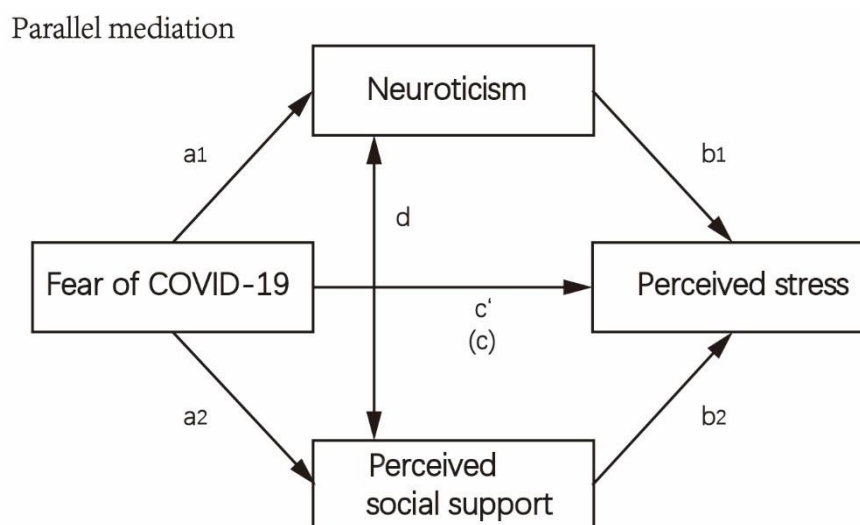 Parallel mediation
Neuroticism
a1
b1
d
Fear of COVID-19
Perceived stress
c‘
(c)
a2
b2
Perceived
social support